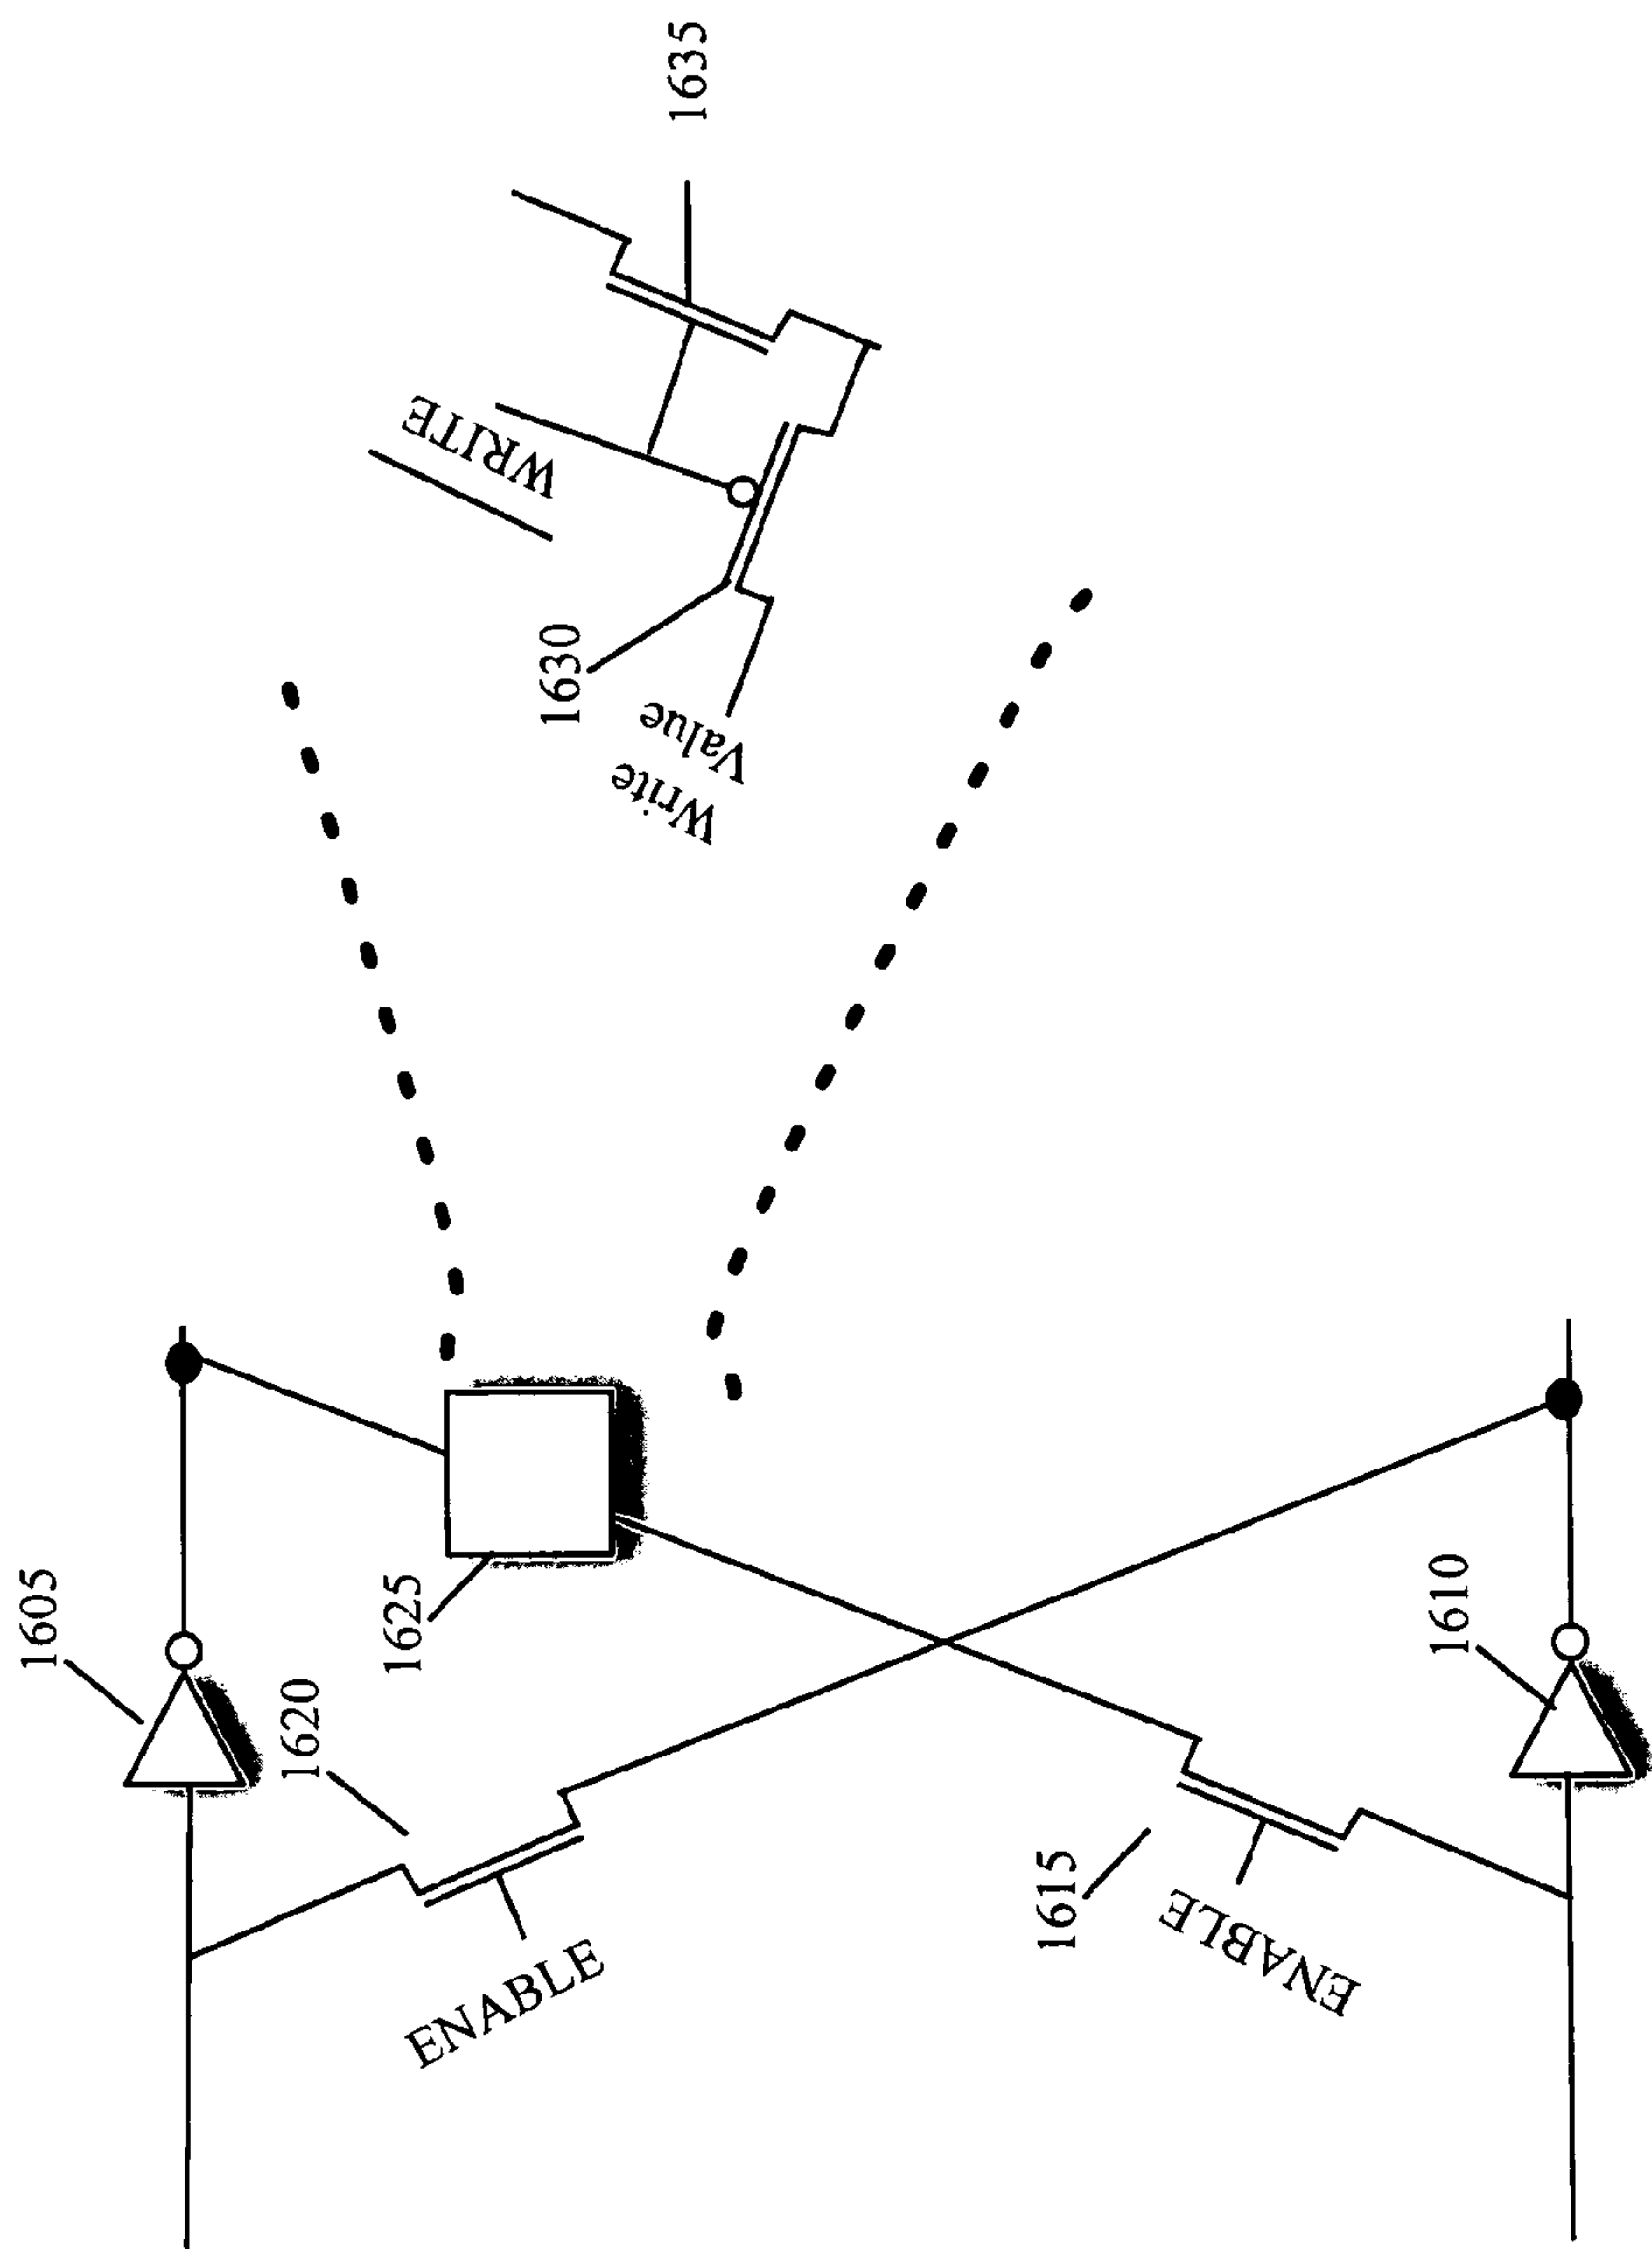 1605
1620
ENABLE
1625
1630
WRITE
Write
Value
1635
1615
ENABLE
1610